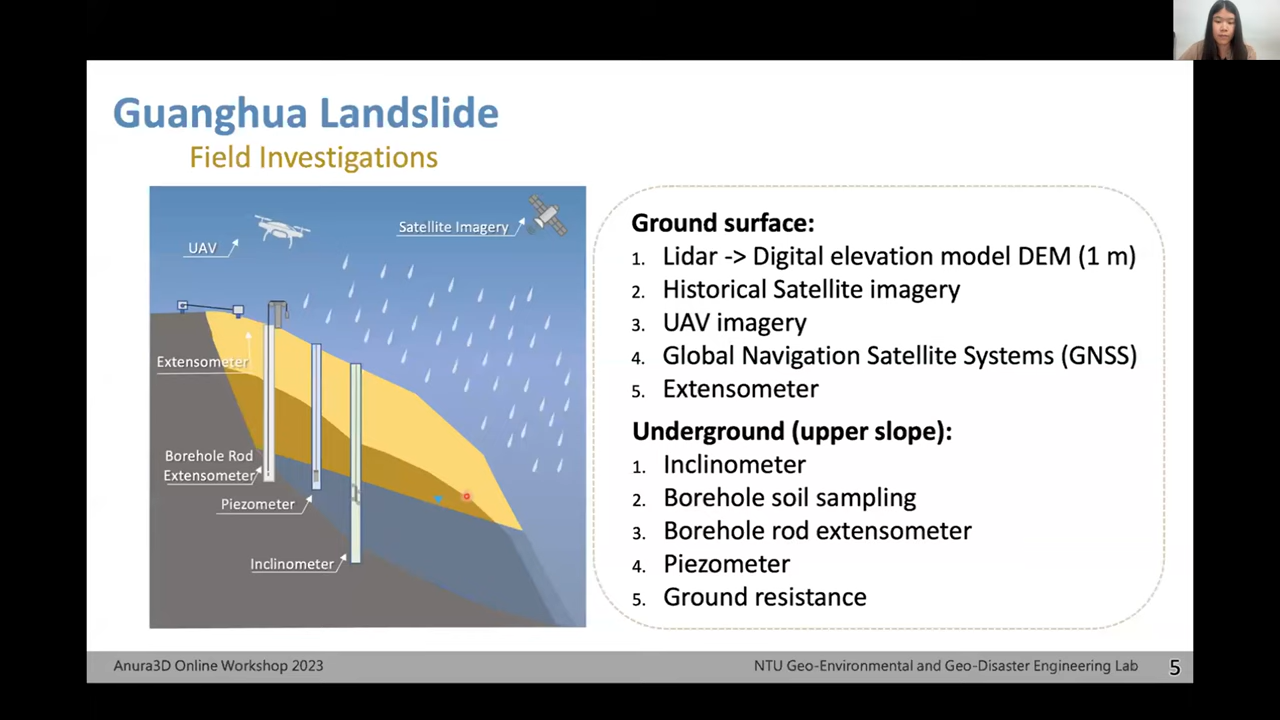 Guanghua Landslide
Field Investigations
UAV
Satellite Imagery
Extensometer
Borehole Rod
Extensometer
Piezometer
Inclinometer
Ground surface:
1. Lidar -> Digital elevation model DEM (1 m)
2. Historical Satellite imagery
3. UAV imagery
4. Global Navigation Satellite Systems (GNSS)
5. Extensometer
Underground (upper slope):
1. Inclinometer
2. Borehole soil sampling
3. Borehole rod extensometer
4. Piezometer
5. Ground resistance
Anura3D Online Workshop 2023
NTU Geo-Environmental and Geo-Disaster Engineering Lab
5